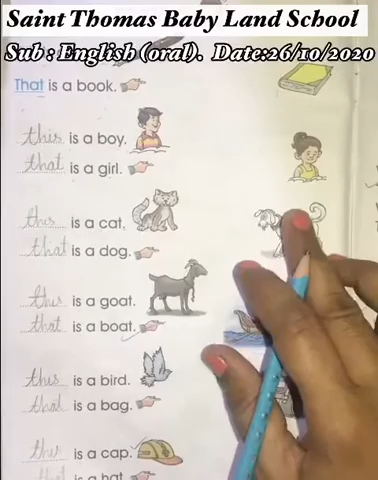 Saint Thomas Baby Land School
Sub : English (oral). Date:26/10/2020
That is a book.
this is a boy.
that is a girl.
this is a cat.
that is a dog.
this is a goat.
that is a boat.
this is a bird.
that is a bag.
this is a cap.
that is a hat.